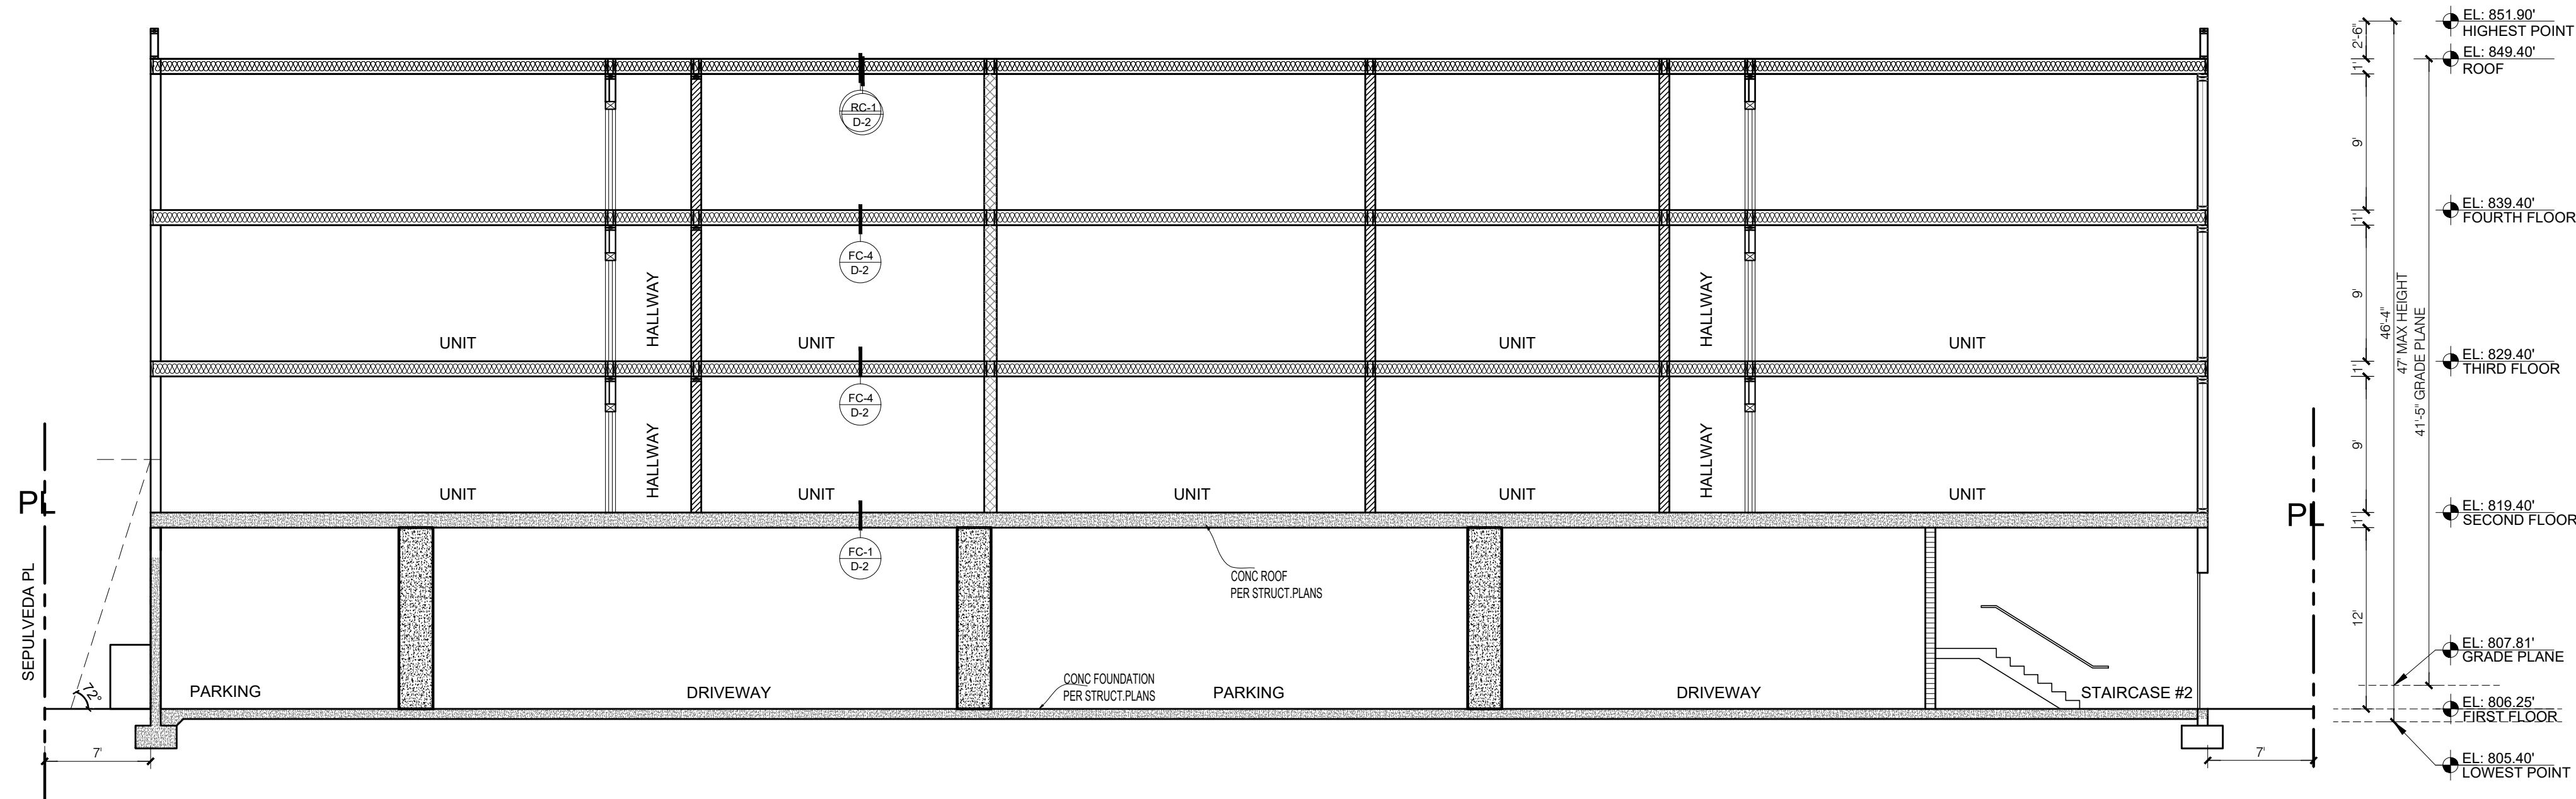 EL: 851.90'
HIGHEST POINT
2'-6"
EL: 849.40'
ROOF
1'
RC-1
D-2
9'
EL: 839.40'
FOURTH FLOOR
1'
FC-4
D-2
HALLWAY
HALLWAY
9'
46'-4"
47' MAX HEIGHT
41'-5" GRADE PLANE
UNIT
UNIT
UNIT
UNIT
EL: 829.40'
THIRD FLOOR
1'
FC-4
D-2
HALLWAY
HALLWAY
9'
UNIT
UNIT
UNIT
UNIT
UNIT
PL
PL
EL: 819.40'
SECOND FLOOR
1'
FC-1
D-2
CONC ROOF
PER STRUCT.PLANS
SEPULVEDA PL
12'
EL: 807.81'
GRADE PLANE
72°
PARKING
DRIVEWAY
CONC FOUNDATION
PER STRUCT.PLANS
PARKING
DRIVEWAY
STAIRCASE #2
EL: 806.25'
FIRST FLOOR
7'
7'
EL: 805.40'
LOWEST POINT